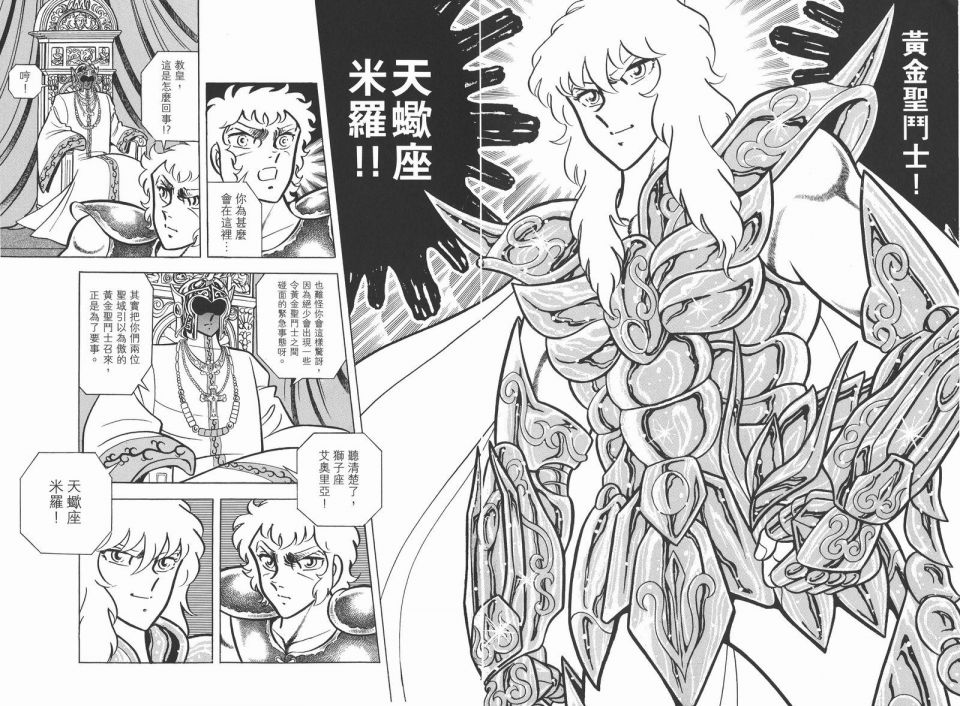 黃金聖鬥士！
天蠍座
米羅!!
你為甚麼
會在這裡…
教皇，
這是怎麼回事!?
哼！
也難怪你會這樣驚訝，
因為絕少會出現一些
令黃金聖鬥士之間
碰面的緊急事態呀。
其實把你們兩位
聖域引以為傲的
黃金聖鬥士召來，
正是為了要事。
聽清楚了，
獅子座
艾奧里亞！
天蠍座
米羅！